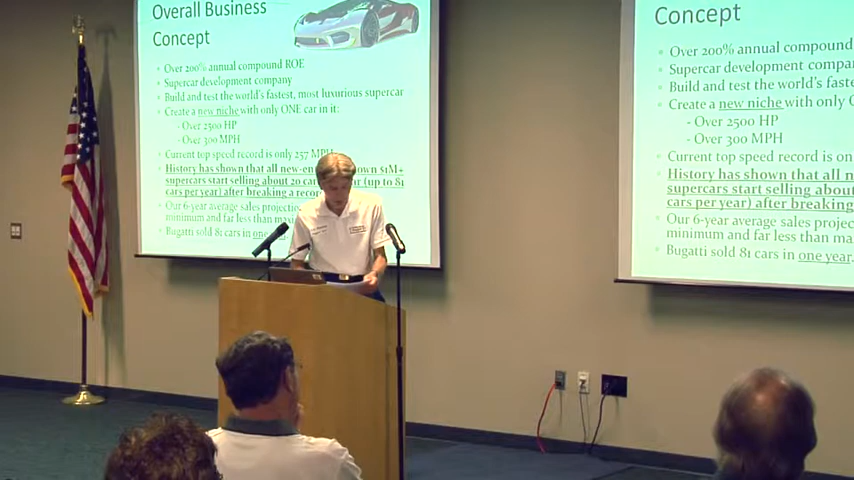 Overall Business
Concept
Over 200% annual compound ROE
Supercar development company
Build and test the world's fastest, most luxurious supercar
Create a new niche with only ONE car in it:
- Over 2500 HP
- Over 300 MPH
Current top speed record is only 257 MPH
History has shown that all new-en own $1M+
supercars start selling about 20 ca or (up to 81
cars per year) after breaking a recor
Our 6-year average sales projectio
minimum and far less than maxi
Bugatti sold 81 cars in one
Concept
Over 200% annual compound
Supercar development compa
Build and test the world's faste
Create a new niche with only O
- Over 2500 HP
- Over 300 MPH
Current top speed record is on
History has shown that all n
supercars start selling about
cars per year) after breaking
Our 6-year average sales projec
minimum and far less than ma
Bugatti sold 81 cars in one year.